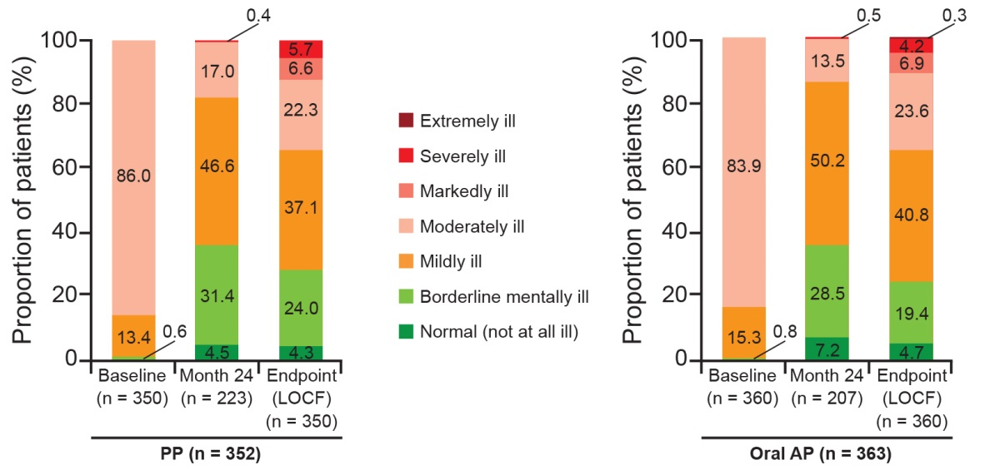 0.4
100
80
60
40
20
0
Proportion of patients (%)
86.0
13.4
0.6
17.0
46.6
31.4
4.5
5.7
6.6
22.3
37.1
24.0
4.3
Baseline
(n = 350)
Month 24
(n = 223)
Endpoint
(LOCF)
(n = 350)
PP (n = 352)
Extremely ill
Severely ill
Markedly ill
Moderately ill
Mildly ill
Borderline mentally ill
Normal (not at all ill)
0.5
0.3
100
80
60
40
20
0
Proportion of patients (%)
83.9
15.3
0.8
13.5
50.2
28.5
7.2
4.2
6.9
23.6
40.8
19.4
4.7
Baseline
(n = 360)
Month 24
(n = 207)
Endpoint
(LOCF)
(n = 360)
Oral AP (n = 363)